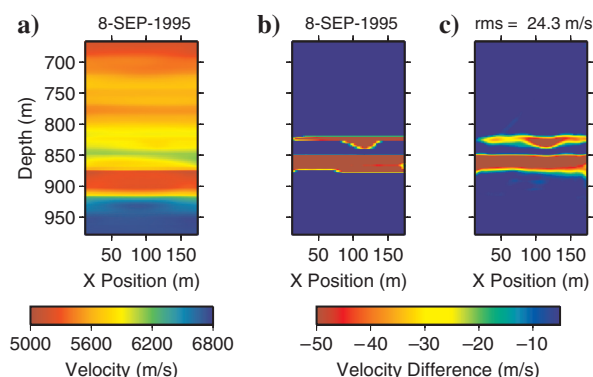 a) 8-SEP-1995 b) 8-SEP-1995 c) rms = 24.3 m/s
700
750
800
850
900
950
Depth (m)
50 100 150 50 100 150 50 100 150
X Position (m) X Position (m) X Position (m)
5000 5600 6200 6800 −50 −40 −30 −20 −10
Velocity (m/s) Velocity Difference (m/s)